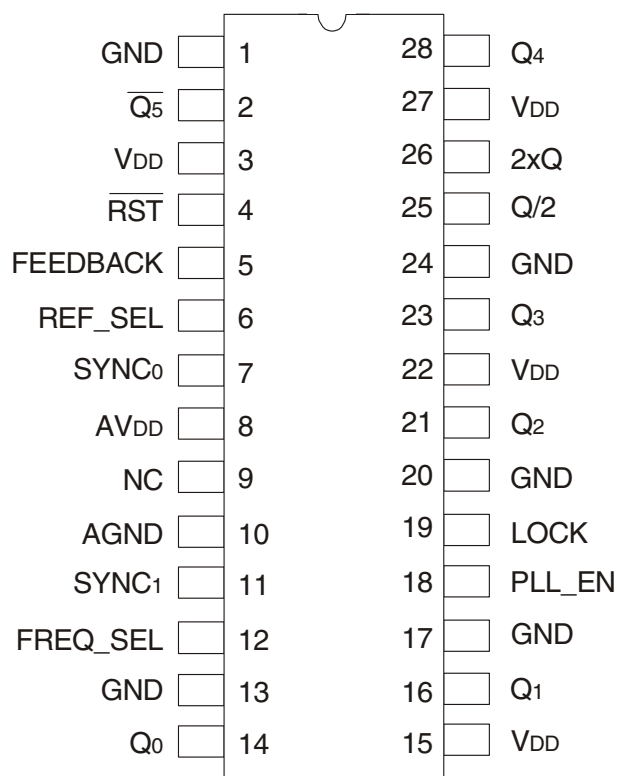 GND 1 28 Q4
Q̅5̅ 2 27 VDD
VDD 3 26 2xQ
R̅S̅T̅ 4 25 Q/2
FEEDBACK 5 24 GND
REF_SEL 6 23 Q3
SYNC0 7 22 VDD
AVDD 8 21 Q2
NC 9 20 GND
AGND 10 19 LOCK
SYNC1 11 18 PLL_EN
FREQ_SEL 12 17 GND
GND 13 16 Q1
Q0 14 15 VDD